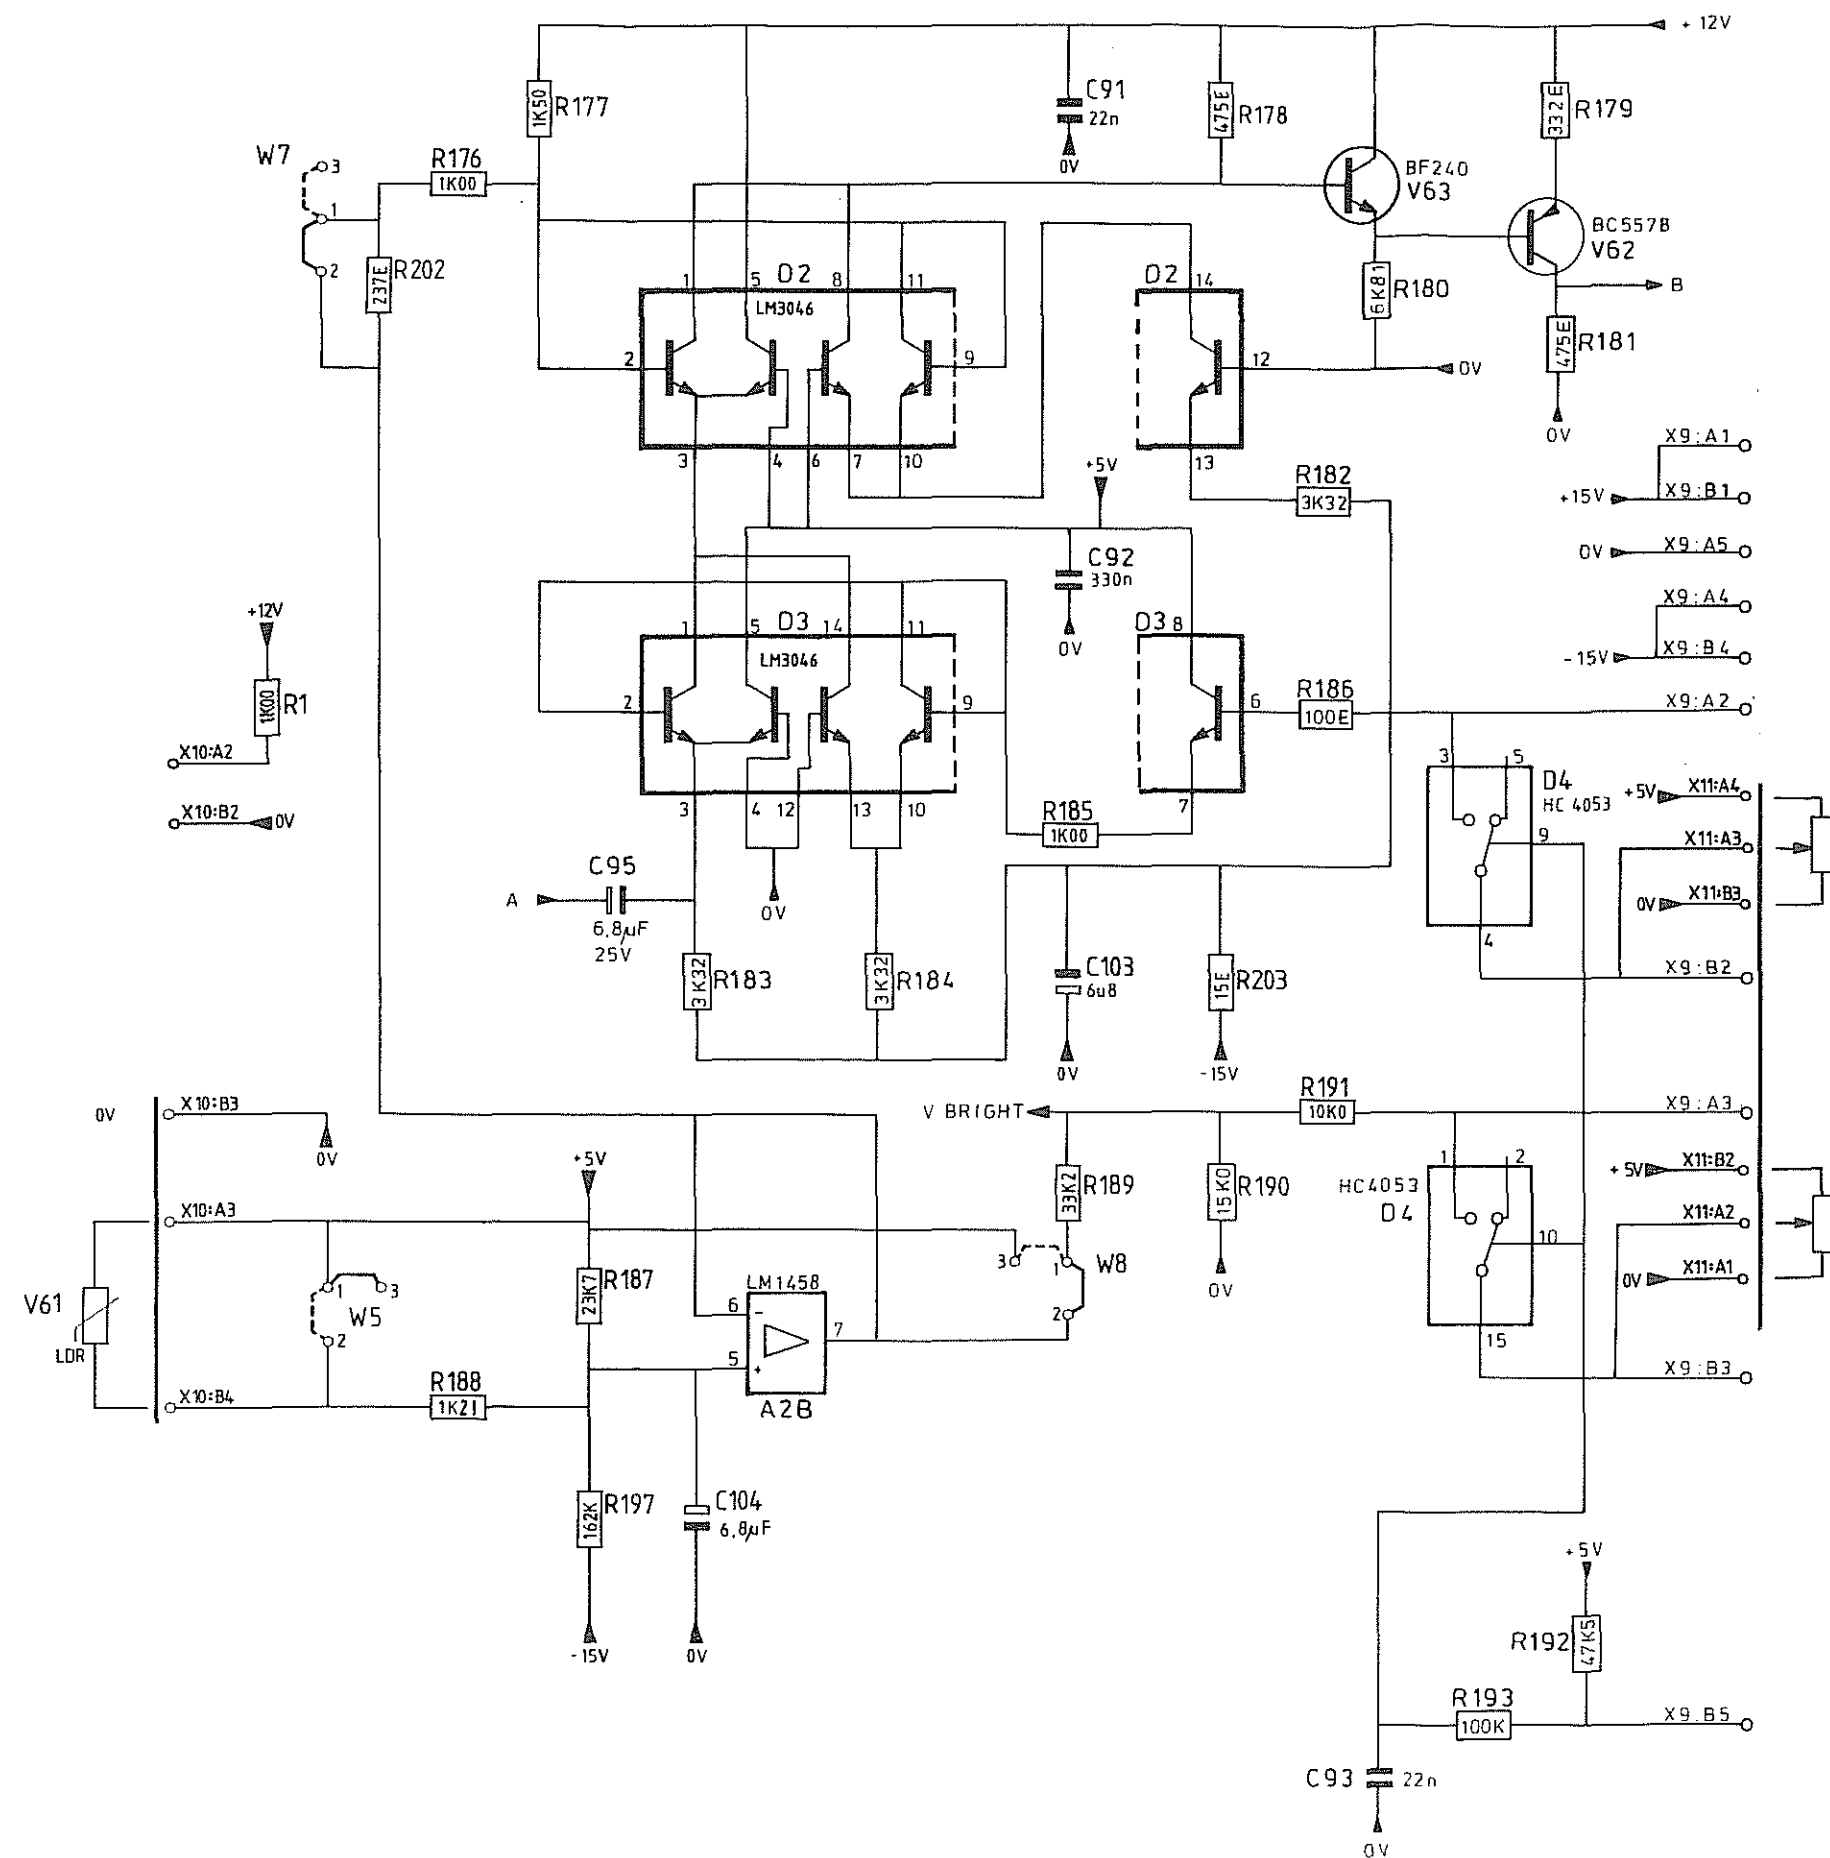 +12V
1K50
R177
C91
22n
0V
475E
R178
332E
R179
W7
3
1
2
R176
1K00
BF240
V63
BC557B
V62
237E
R202
6K81
R180
B
475E
R181
0V
1
5
D2
8
11
LM3046
2
9
3
4
6
7
10
D2
14
12
13
0V
+5V
R182
3K32
X9:A1
+15V
X9:B1
0V
X9:A5
X9:A4
-15V
X9:B4
X9:A2
C92
330n
0V
+12V
1K00
R1
X10:A2
X10:B2
0V
1
5
D3
14
11
LM3046
2
9
3
4
12
13
10
D3
8
6
7
R186
100E
R185
1K00
3
5
D4
HC 4053
9
4
+5V
X11:A4
X11:A3
0V
X11:B3
X9:B2
A
C95
6,8µF
25V
0V
3K32
R183
3K32
R184
C103
6u8
0V
15E
R203
-15V
V BRIGHT
R191
10K0
X9:A3
0V
X10:B3
0V
+5V
X10:A3
33K2
R189
15K0
R190
0V
1
2
HC4053
D4
10
15
+5V
X11:B2
X11:A2
0V
X11:A1
X9:B3
V61
LDR
1
3
W5
2
23K7
R187
LM1458
6
-
7
5
+
A2B
3
1
W8
2
X10:B4
R188
1K21
162K
R197
-15V
C104
6,8µF
0V
+5V
R192
47K5
R193
100K
X9.B5
C93
22n
0V